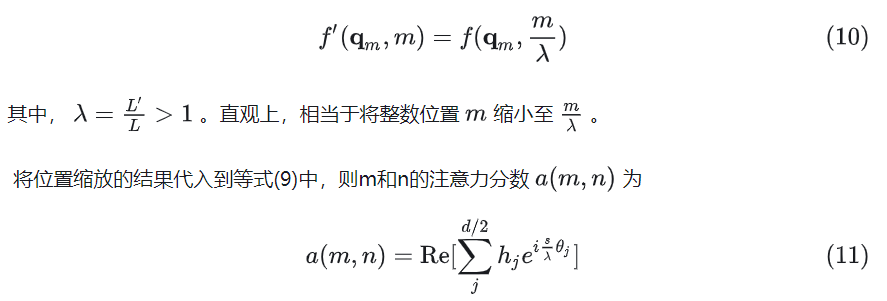 f′(𝐪ₘ, m) = f(𝐪ₘ, m/λ) (10)
其中， λ = L′/L > 1 。直观上，相当于将整数位置 m 缩小至 m/λ 。
将位置缩放的结果代入到等式(9)中，则m和n的注意力分数 a(m, n) 为
a(m, n) = Re[∑_j^{d/2} h_j e^{i (s/λ) θ_j}] (11)